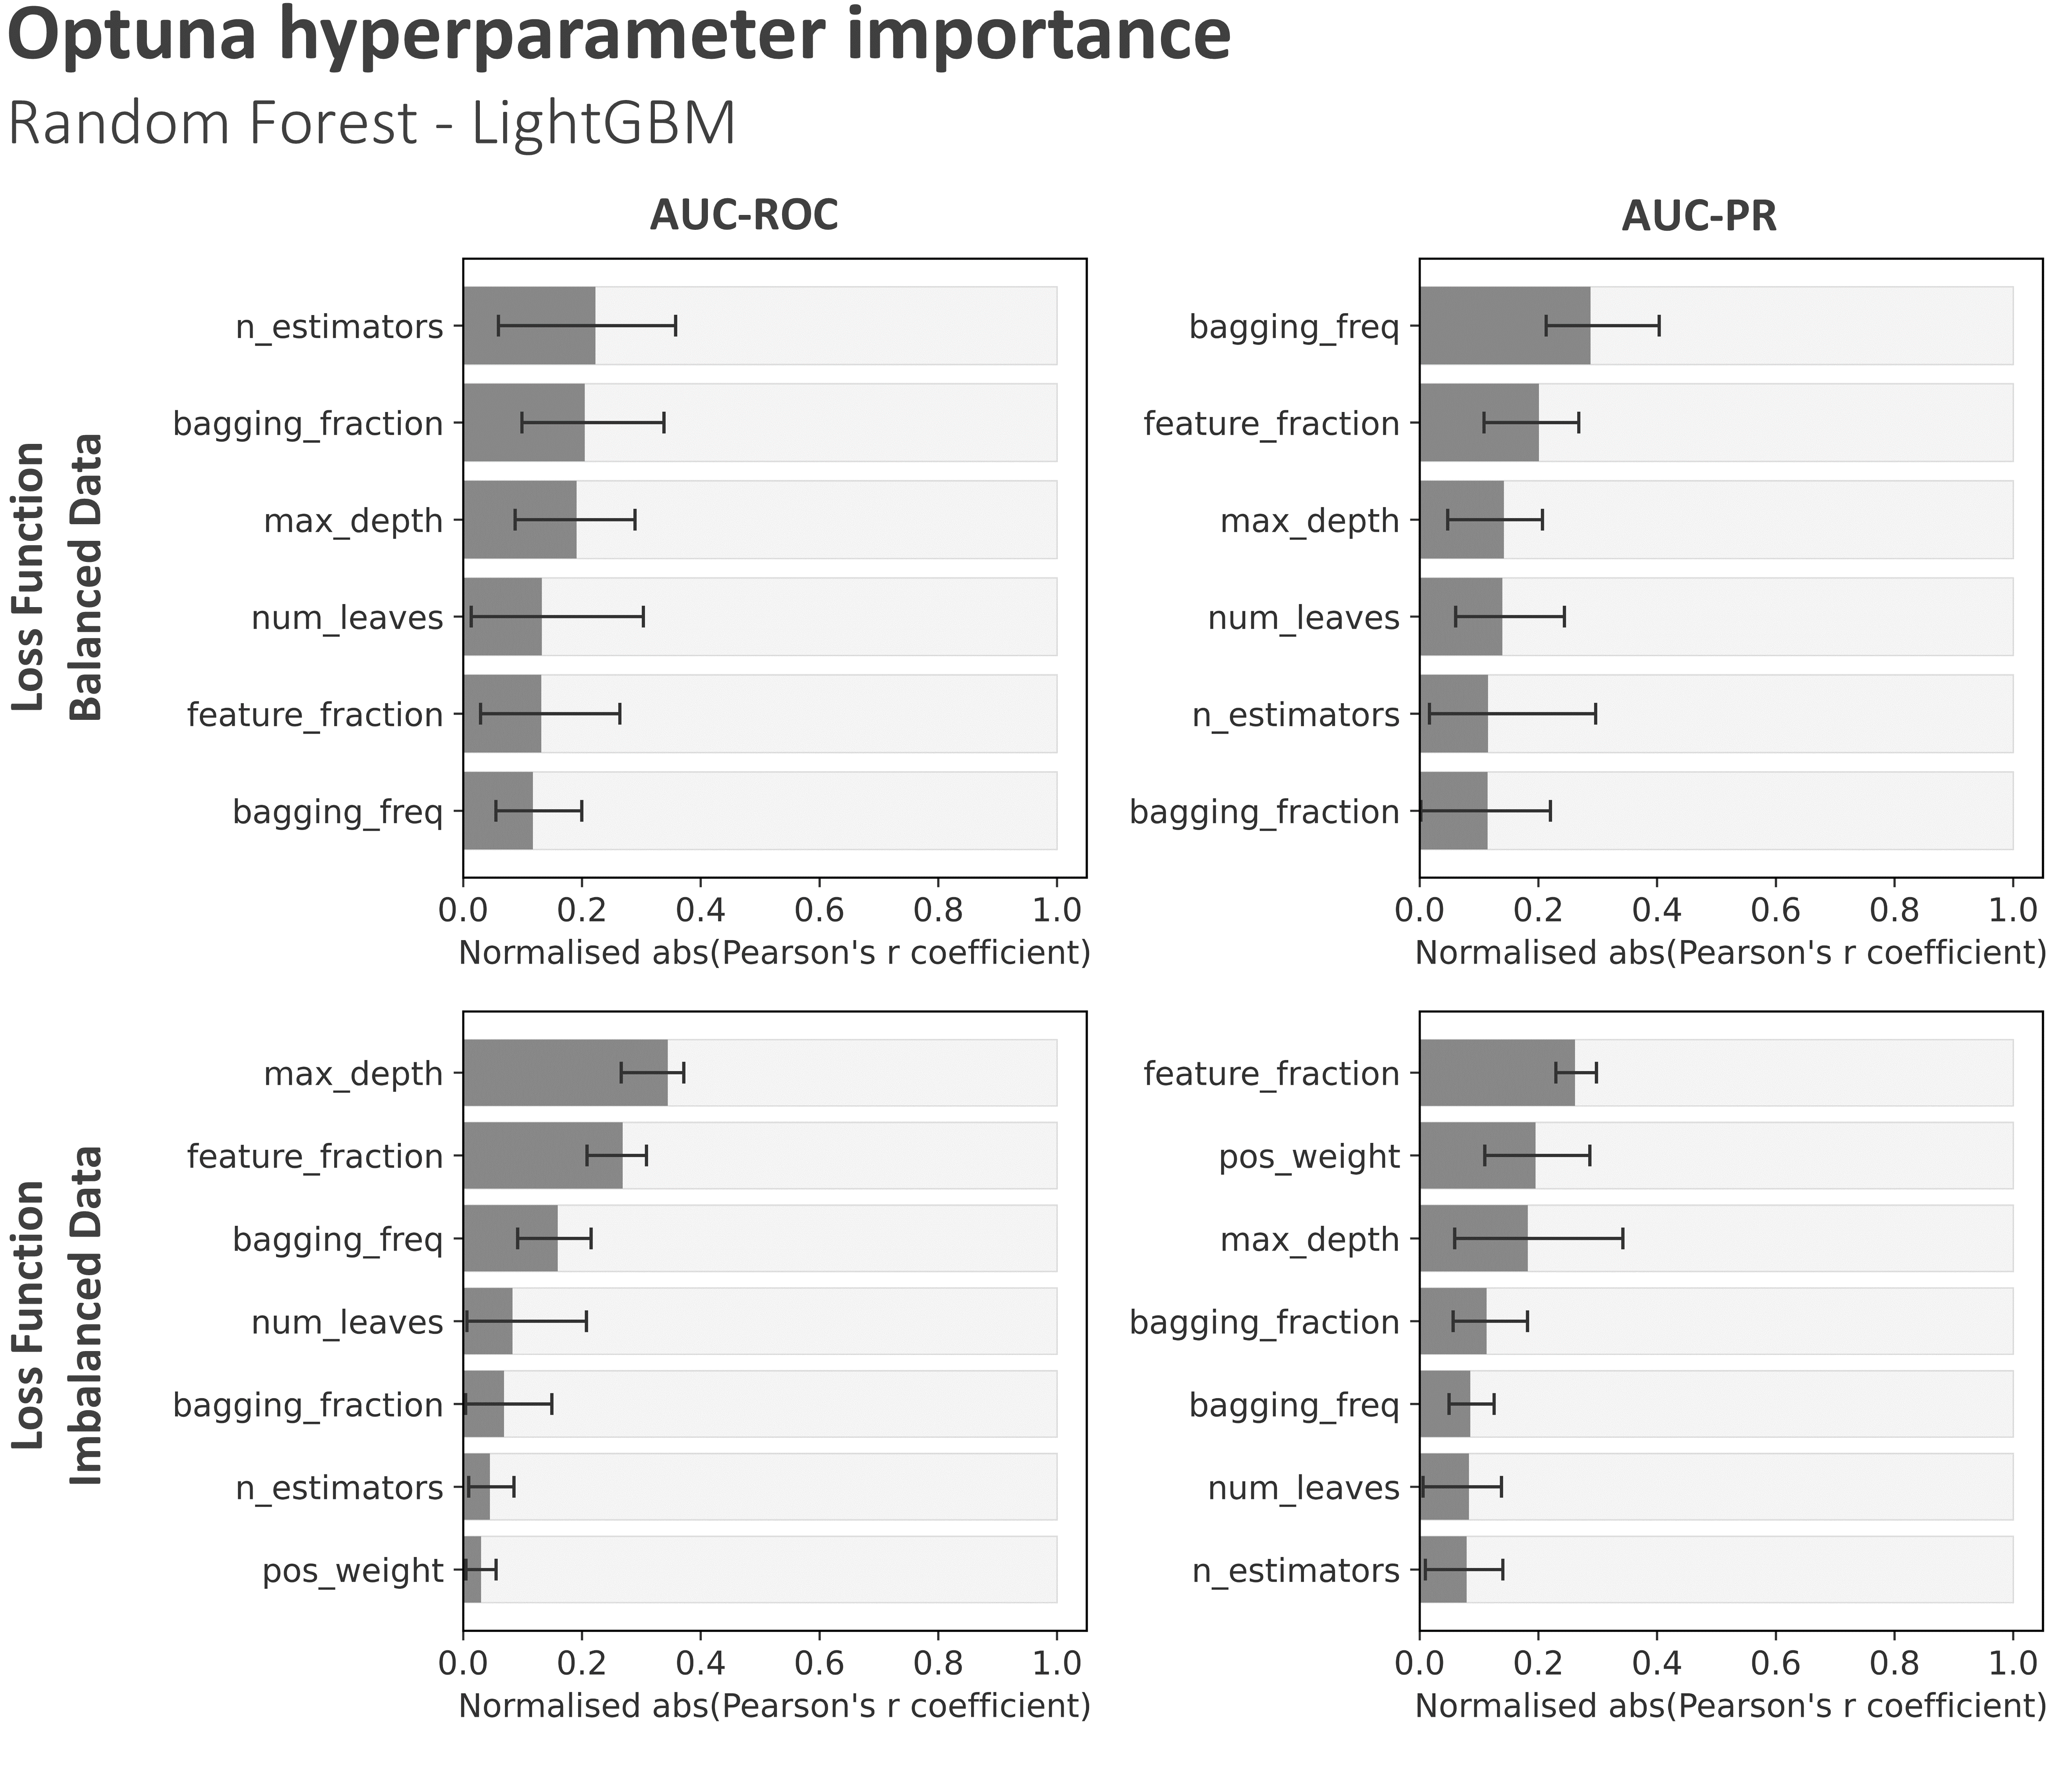 Optuna hyperparameter importance
Random Forest - LightGBM
AUC-ROC
AUC-PR
Loss Function
Balanced Data
n_estimators
bagging_fraction
max_depth
num_leaves
feature_fraction
bagging_freq
0.0 0.2 0.4 0.6 0.8 1.0
Normalised abs(Pearson's r coefficient)
bagging_freq
feature_fraction
max_depth
num_leaves
n_estimators
bagging_fraction
0.0 0.2 0.4 0.6 0.8 1.0
Normalised abs(Pearson's r coefficient)
Loss Function
Imbalanced Data
max_depth
feature_fraction
bagging_freq
num_leaves
bagging_fraction
n_estimators
pos_weight
0.0 0.2 0.4 0.6 0.8 1.0
Normalised abs(Pearson's r coefficient)
feature_fraction
pos_weight
max_depth
bagging_fraction
bagging_freq
num_leaves
n_estimators
0.0 0.2 0.4 0.6 0.8 1.0
Normalised abs(Pearson's r coefficient)